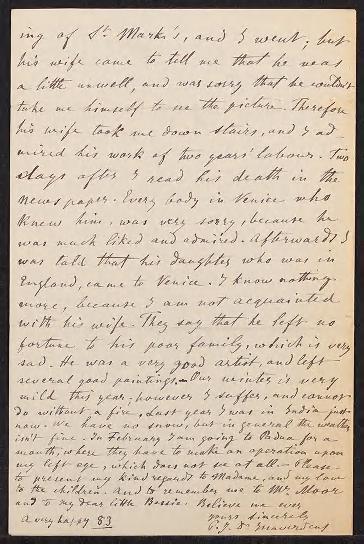 ing of St. Mark's, and I went; but
his wife came to tell me that he was
a little unwell, and was sorry that he couldn't
take me himself to see the picture. Therefore
his wife took me down stairs, and I ad
mired his work of two years' labour. Two
days after I read his death in the
newspaper. Every body in Venice who
knew him, was very sorry, because he
was much liked and admired. Afterwards I
was told that his daughter who was in
England, came to Venice. I know nothing
more, because I am not acquainted
with his wife. They say that he left no
fortune to his poor family, which is very
sad. He was a very good artist, and left
several good paintings. Our winter is very
mild this year, however I suffer, and cannot
do without a fire. Last year I was in India just
now. We have no snow, but in general the weather
isn't fine. In February I am going to Padua, for a
month, where they have to make an operation upon
my left eye, which does not see at all. Please
to present my kind regards to Madame, and my love
to the children. And to remember me to Mr. Moor
and to my dear little Bessie. Believe me ever
yours sincerely
a very happy 83